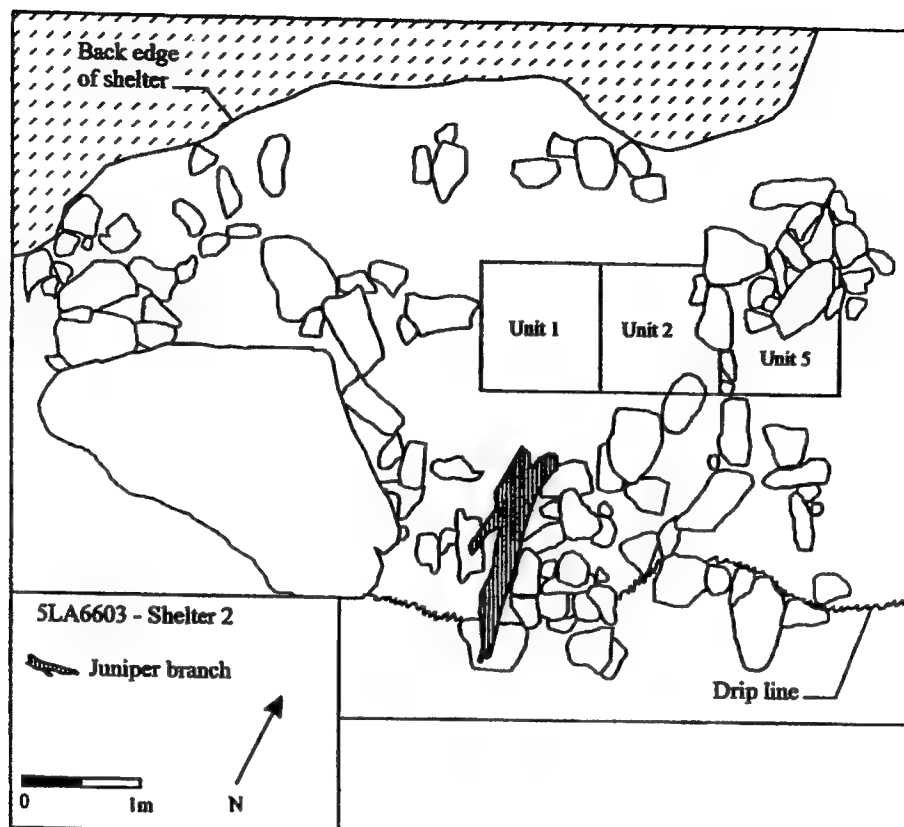 Back edge
of shelter
Unit 1
Unit 2
Unit 5
5LA6603 - Shelter 2
Juniper branch
Drip line
N
0
1m